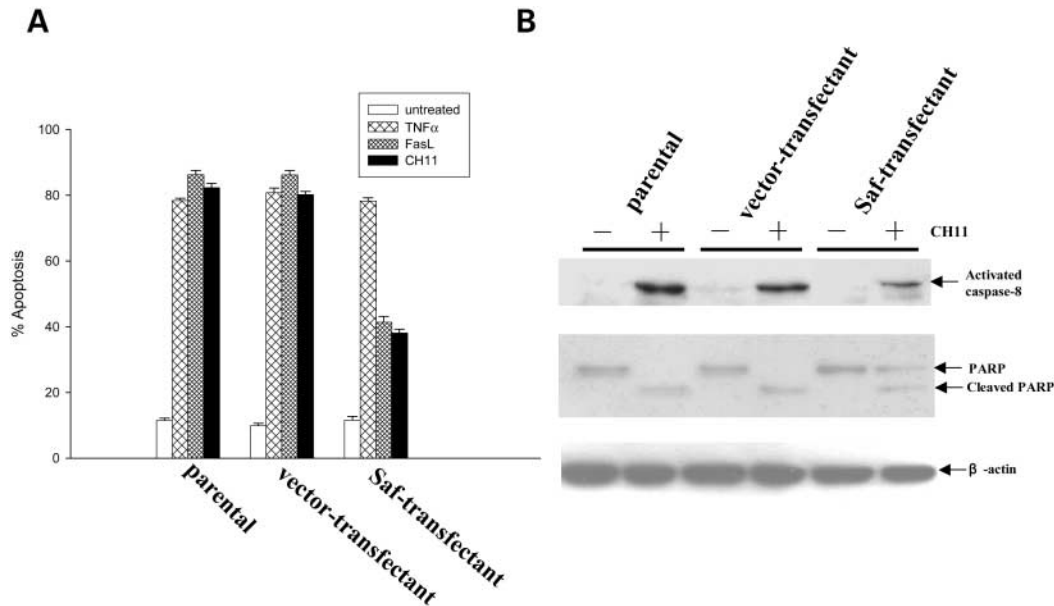 A
untreated
TNFα
FasL
CH11
100
80
60
40
20
0
% Apoptosis
parental
vector-transfectant
Saf-transfectant
B
parental
vector-transfectant
Saf-transfectant
− + − + − + CH11
Activated
caspase-8
PARP
Cleaved PARP
β -actin